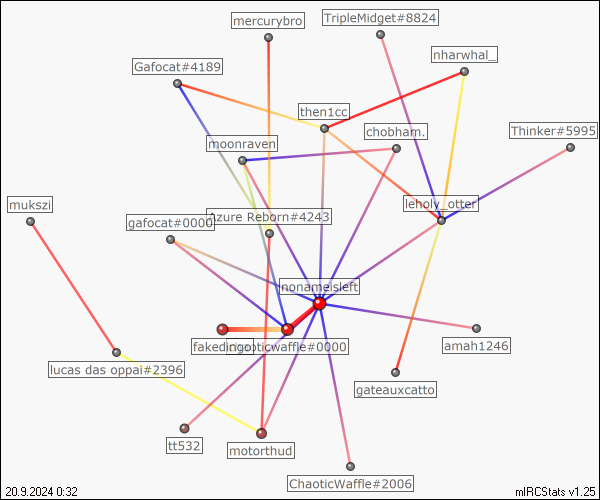 mercurybro
TripleMidget#8824
nharwhal_
Gafocat#4189
then1cc
chobham.
Thinker#5995
moonraven
mukszi
leholy_otter
gafocat#0000
Azure Reborn#4243
nonameisleft
fakeding
chaoticwaffle#0000
amah1246
lucas das oppai#2396
gateauxcatto
tt532
motorthud
ChaoticWaffle#2006
20.9.2024 0:32
mIRCStats v1.25